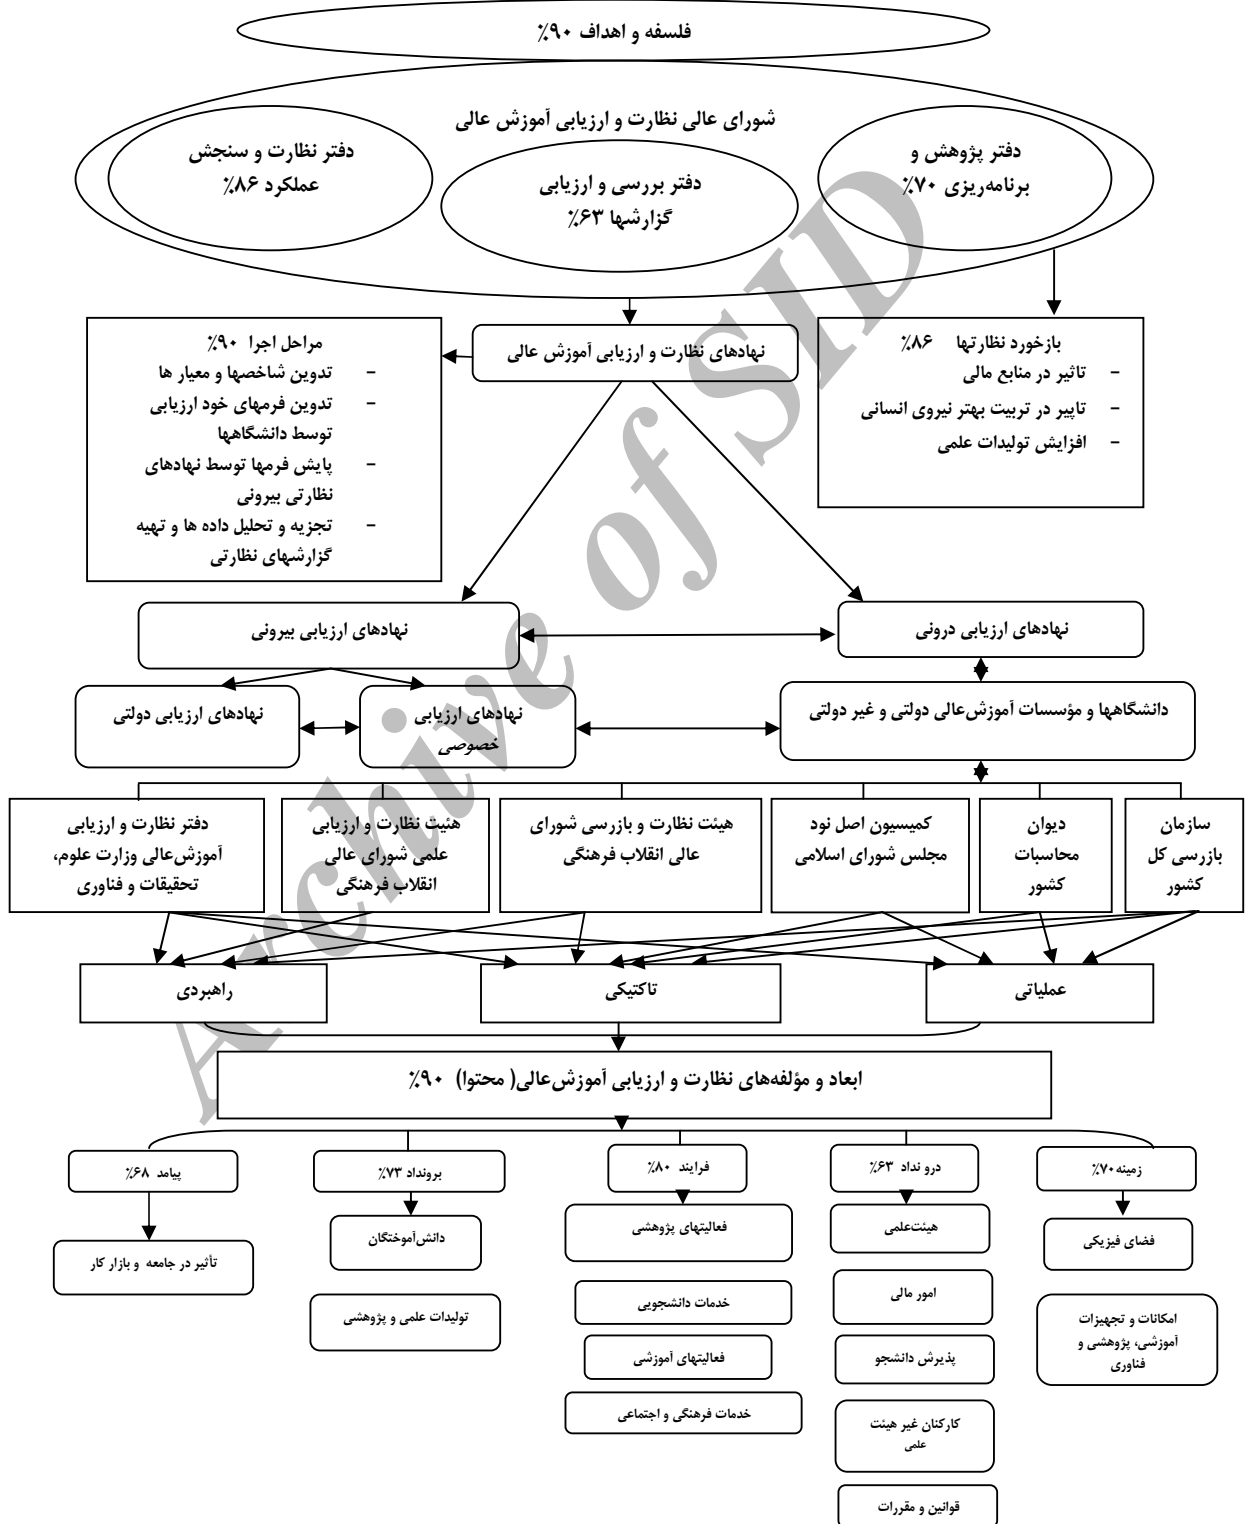 فلسفه و اهداف ۹۰%
شورای عالی نظارت و ارزیابی آموزش عالی
دفتر پژوهش و
برنامه‌ریزی ۷۰%
دفتر بررسی و ارزیابی
گزارشها ۶۳%
دفتر نظارت و سنجش
عملکرد ۸۶%
بازخورد نظارتها ۸۶%
- تاثیر در منابع مالی
- تاپیر در تربیت بهتر نیروی انسانی
- افزایش تولیدات علمی
نهادهای نظارت و ارزیابی آموزش عالی
مراحل اجرا ۹۰%
- تدوین شاخصها و معیار ها
- تدوین فرمهای خود ارزیابی
توسط دانشگاهها
- پایش فرمها توسط نهادهای
نظارتی بیرونی
- تجزیه و تحلیل داده ها و تهیه
گزارشهای نظارتی
نهادهای ارزیابی درونی
نهادهای ارزیابی بیرونی
دانشگاهها و مؤسسات آموزش‌عالی دولتی و غیر دولتی
نهادهای ارزیابی
خصوصی
نهادهای ارزیابی دولتی
سازمان
بازرسی کل
کشور
دیوان
محاسبات
کشور
کمیسیون اصل نود
مجلس شورای اسلامی
هیئت نظارت و بازرسی شورای
عالی انقلاب فرهنگی
هئیت نظارت و ارزیابی
علمی شورای عالی
انقلاب فرهنگی
دفتر نظارت و ارزیابی
آموزش‌عالی وزارت علوم،
تحقیقات و فناوری
عملیاتی
تاکتیکی
راهبردی
ابعاد و مؤلفه‌های نظارت و ارزیابی آموزش‌عالی( محتوا) ۹۰%
زمینه۷۰%
درو نداد ۶۳%
فرایند ۸۰%
برونداد ۷۳%
پیامد ۶۸%
فضای فیزیکی
امکانات و تجهیزات
آموزشی، پژوهشی و
فناوری
هیئت‌علمی
امور مالی
پذیرش دانشجو
کارکنان غیر هیئت
علمی
قوانین و مقررات
فعالیتهای پژوهشی
خدمات دانشجویی
فعالیتهای آموزشی
خدمات فرهنگی و اجتماعی
دانش‌آموختگان
تولیدات علمی و پژوهشی
تأثیر در جامعه و بازار کار
Archive of SID